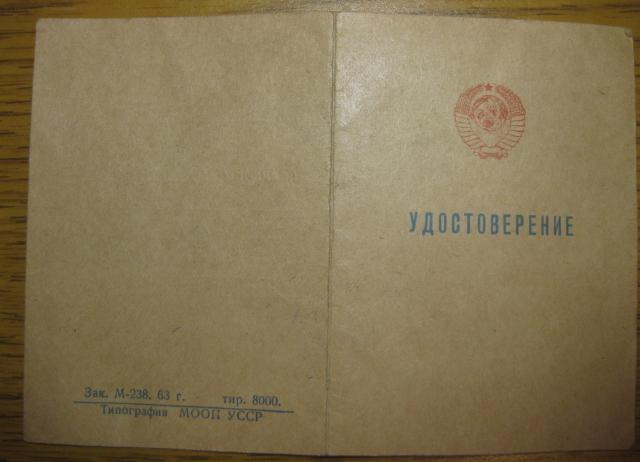 УДОСТОВЕРЕНИЕ
Зак. М-238. 63 г. тир. 8000.
Типография МООП УССР